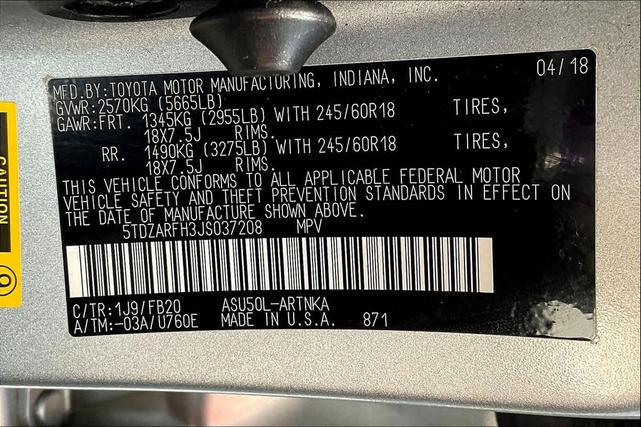 MFD.BY:TOYOTA MOTOR MANUFACTURING, INDIANA, INC. 04/18
GVWR:2570KG (5665LB)
GAWR:FRT. 1345KG (2955LB) WITH 245/60R18 TIRES,
18X7.5J RIMS.
RR. 1490KG (3275LB) WITH 245/60R18 TIRES,
18X7.5J RIMS.
THIS VEHICLE CONFORMS TO ALL APPLICABLE FEDERAL MOTOR
VEHICLE SAFETY AND THEFT PREVENTION STANDARDS IN EFFECT ON
THE DATE OF MANUFACTURE SHOWN ABOVE.
5TDZARFH3JS037208 MPV
C/TR:1J9/FB20 ASU50L-ARTNKA
A/TM:-03A/U760E MADE IN U.S.A. 871
CAUTION